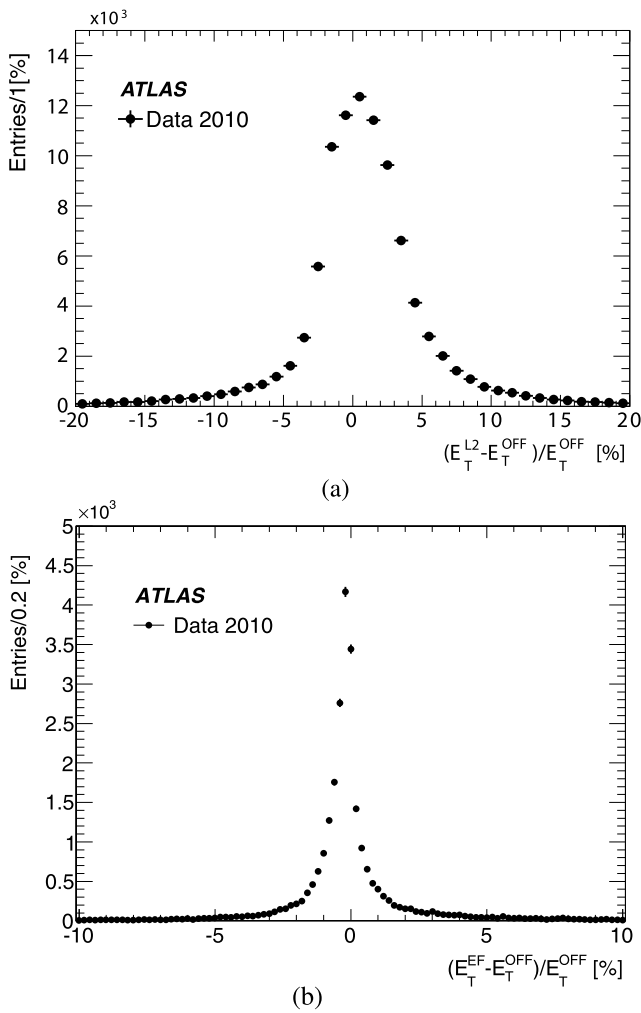 x10³
Entries/1[%]
14
12
10
8
6
4
2
0
ATLAS
Data 2010
-20 -15 -10 -5 0 5 10 15 20
(E_T^L2-E_T^OFF)/E_T^OFF [%]
(a)
×10³
Entries/0.2 [%]
5
4.5
4
3.5
3
2.5
2
1.5
1
0.5
0
ATLAS
Data 2010
-10 -5 0 5 10
(E_T^EF-E_T^OFF)/E_T^OFF [%]
(b)